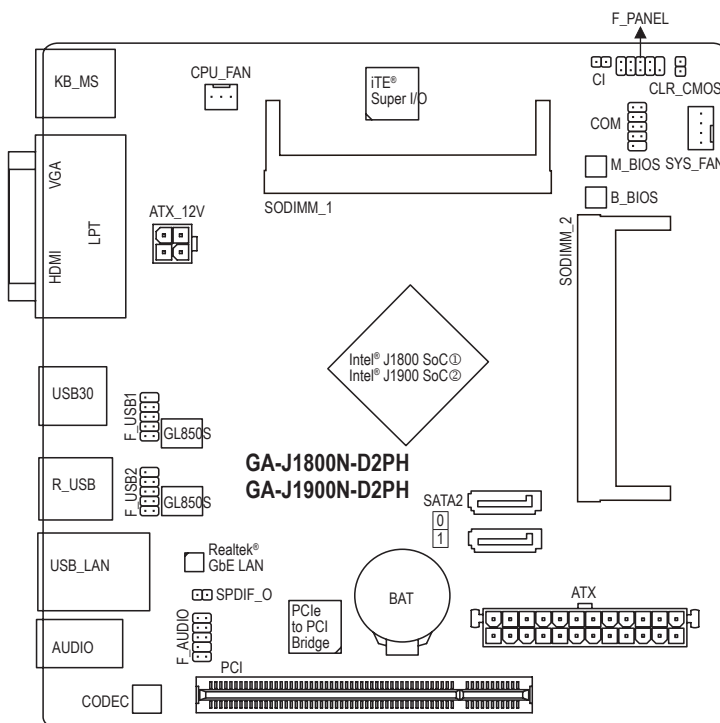 F_PANEL
KB_MS
CPU_FAN
iTE®
Super I/O
CI
CLR_CMOS
COM
M_BIOS
SYS_FAN
B_BIOS
VGA
LPT
HDMI
ATX_12V
SODIMM_1
SODIMM_2
Intel® J1800 SoC①
Intel® J1900 SoC②
USB30
F_USB1
GL850S
GA-J1800N-D2PH
GA-J1900N-D2PH
R_USB
F_USB2
GL850S
SATA2
0
1
USB_LAN
Realtek®
GbE LAN
SPDIF_O
BAT
ATX
PCIe
to PCI
Bridge
AUDIO
F_AUDIO
PCI
CODEC